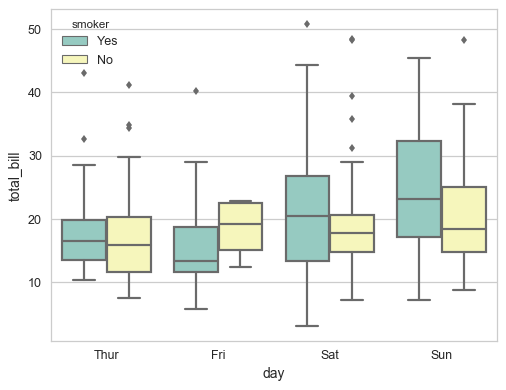 smoker
Yes
No
50
40
30
20
10
total_bill
Thur
Fri
Sat
Sun
day